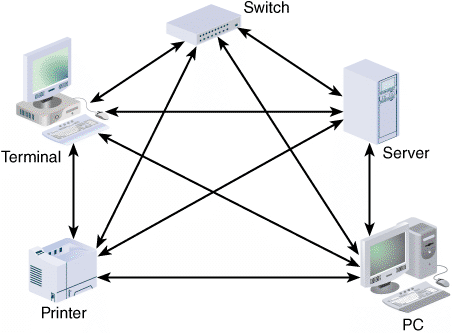 Switch
Terminal
Server
Printer
PC